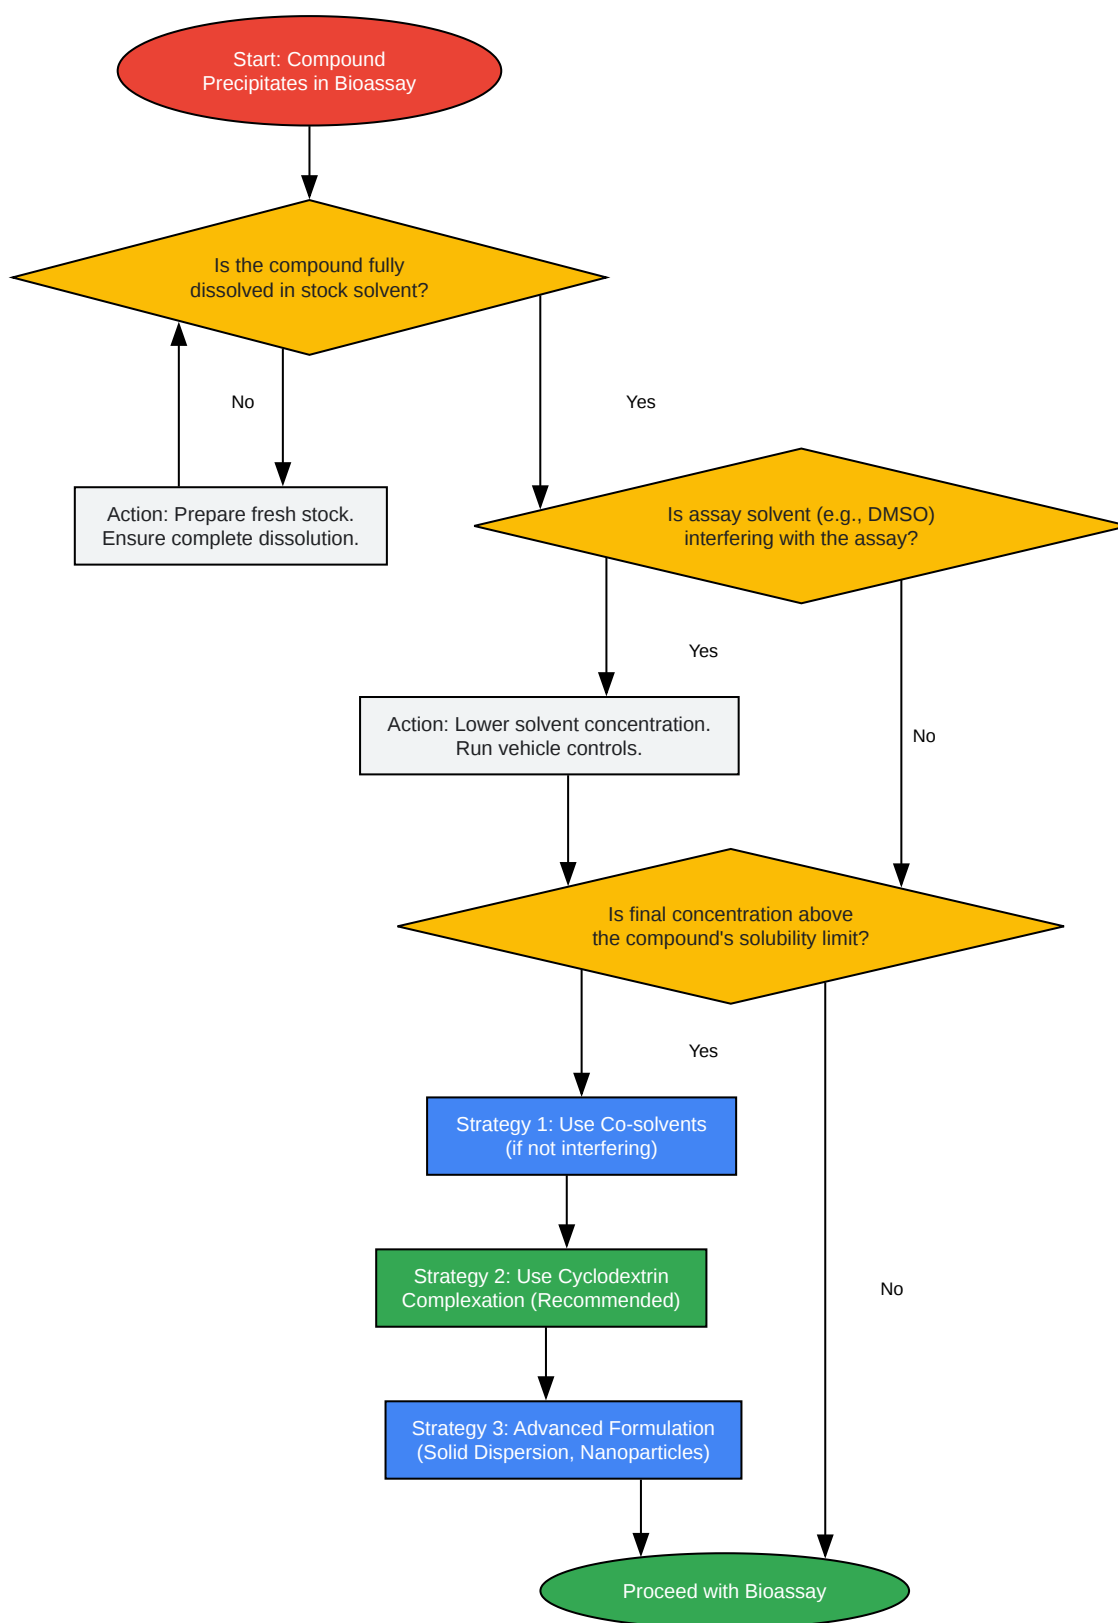 Start: Compound
Precipitates in Bioassay
Is the compound fully
dissolved in stock solvent?
No
Yes
Action: Prepare fresh stock.
Ensure complete dissolution.
Is assay solvent (e.g., DMSO)
interfering with the assay?
Yes
Action: Lower solvent concentration.
Run vehicle controls.
No
Is final concentration above
the compound's solubility limit?
Yes
Strategy 1: Use Co-solvents
(if not interfering)
Strategy 2: Use Cyclodextrin
Complexation (Recommended)
No
Strategy 3: Advanced Formulation
(Solid Dispersion, Nanoparticles)
Proceed with Bioassay